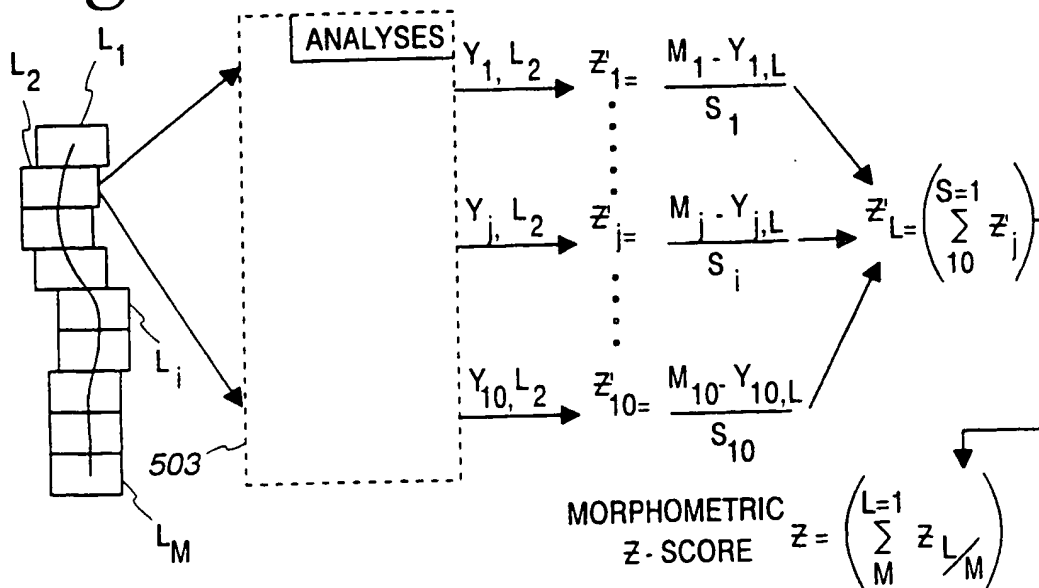 g
L1
L2
ANALYSES
Y1, L2
Z'1= M1 - Y1,L
S1
Yj, L2
Z'j= Mj - Yj,L
Si
Z'L= (S=1 ∑ 10 Z'j)
Li
Y10, L2
Z'10= M10- Y10,L
S10
503
LM
MORPHOMETRIC
Z - SCORE Z = (L=1 ∑ M Z L/M)